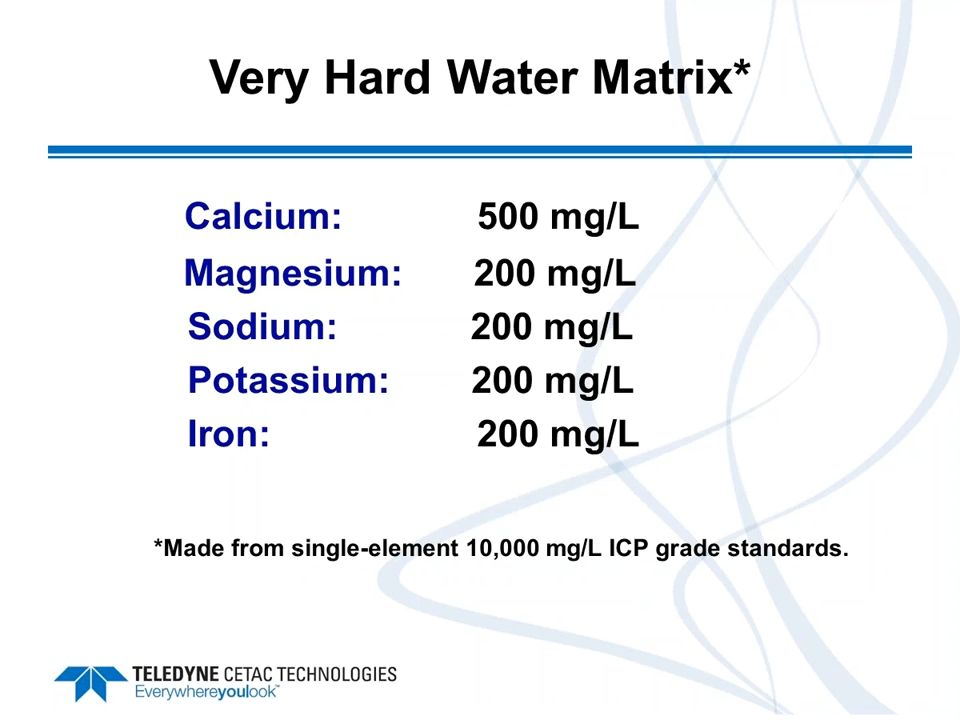 Very Hard Water Matrix*
Calcium: 500 mg/L
Magnesium: 200 mg/L
Sodium: 200 mg/L
Potassium: 200 mg/L
Iron: 200 mg/L
*Made from single-element 10,000 mg/L ICP grade standards.
TELEDYNE CETAC TECHNOLOGIES
Everywhereyoulook™